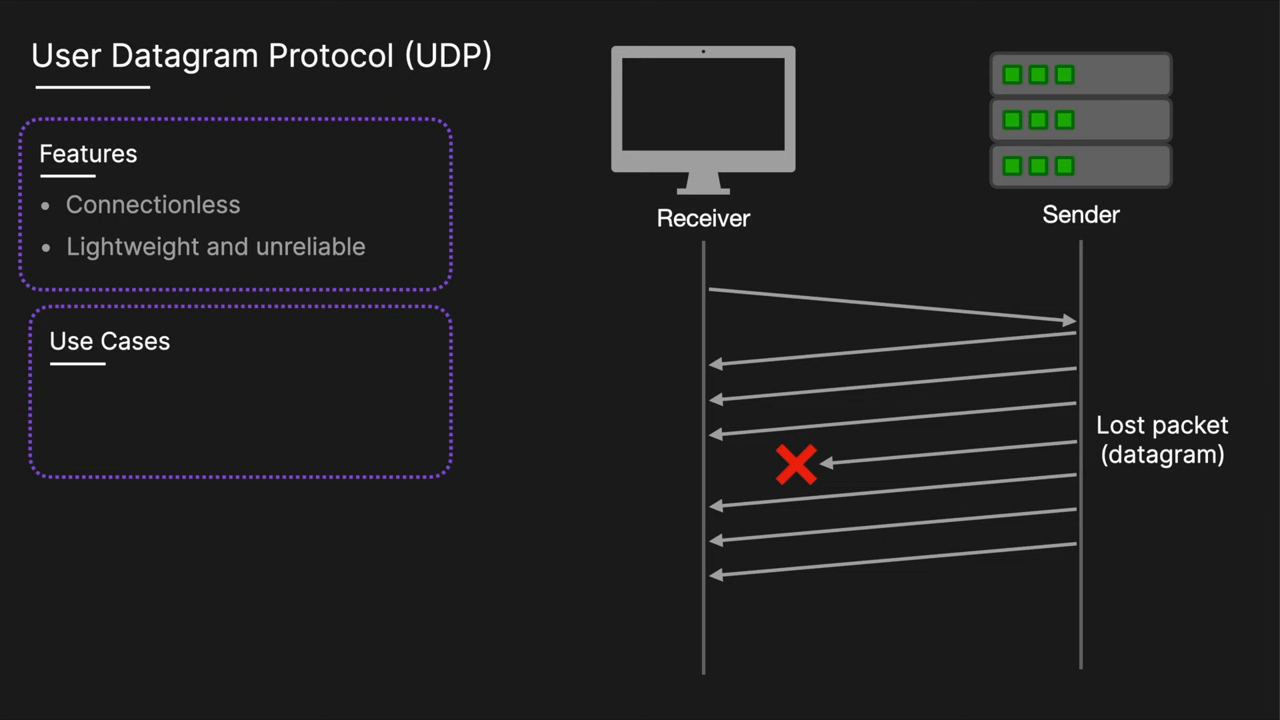 User Datagram Protocol (UDP)
Features
• Connectionless
• Lightweight and unreliable
Use Cases
Receiver
Sender
Lost packet
(datagram)